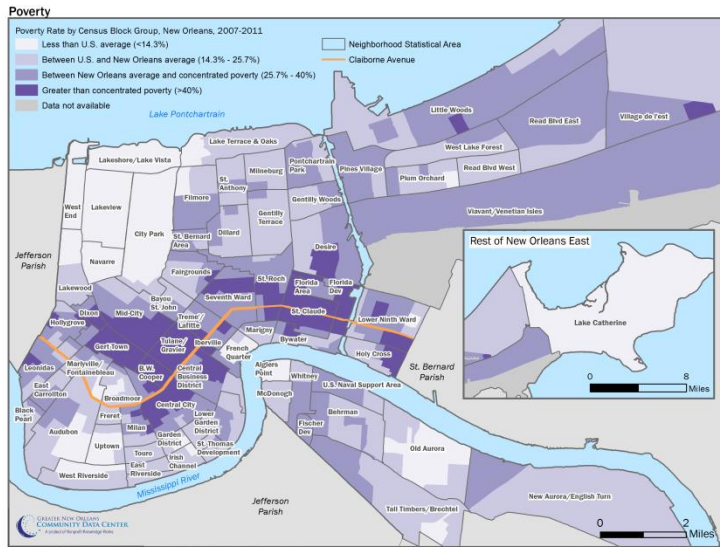 Poverty
Poverty Rate by Census Block Group, New Orleans, 2007-2011
Less than U.S. average (<14.3%)
Between U.S. and New Orleans average (14.3% - 25.7%)
Between New Orleans average and concentrated poverty (25.7% - 40%)
Greater than concentrated poverty (>40%)
Data not available
Neighborhood Statistical Area
Claiborne Avenue
Lake Pontchartrain
Little Woods
Read Blvd East
Village de l'est
Lake Terrace & Oaks
Lakeshore/Lake Vista
West Lake Forest
Pontchartrain
Park
Pines Village
Read Blvd West
Plum Orchard
Milneburg
St.
Anthony
Filmore
Gentilly Woods
West
End
Lakeview
City Park
Gentilly
Terrace
Dillard
St. Bernard
Area
Viavant/Venetian Isles
Desire
Jefferson
Parish
Navarre
Fairgrounds
St. Roch
Florida
Area
Florida
Dev
Lakewood
Seventh Ward
Bayou
St. John
Dixon
Mid-City
Hollygrove
Treme/
Lafitte
St. Claude
Lower Ninth Ward
Marigny
Bywater
Holy Cross
Gert Town
Tulane/
Gravier
Iberville
French
Quarter
St. Bernard
Parish
Leonidas
Marlyville/
Fontainebleau
B.W.
Cooper
Central
Business
District
Algiers
Point
Whitney
U.S. Naval Support Area
McDonogh
East
Carrollton
Broadmoor
Central City
Black
Pearl
Freret
Milan
Lower
Garden
District
Behrman
Fischer
Dev
Audubon
Uptown
Garden
District
St. Thomas
Development
Touro
Irish
Channel
East
Riverside
West Riverside
Old Aurora
Mississippi River
Jefferson
Parish
New Aurora/English Turn
Tall Timbers/Brechtel
Rest of New Orleans East
Lake Catherine
0 8
Miles
0 2
Miles
GREATER NEW ORLEANS
COMMUNITY DATA CENTER
A product of Nonprofit Knowledge Works